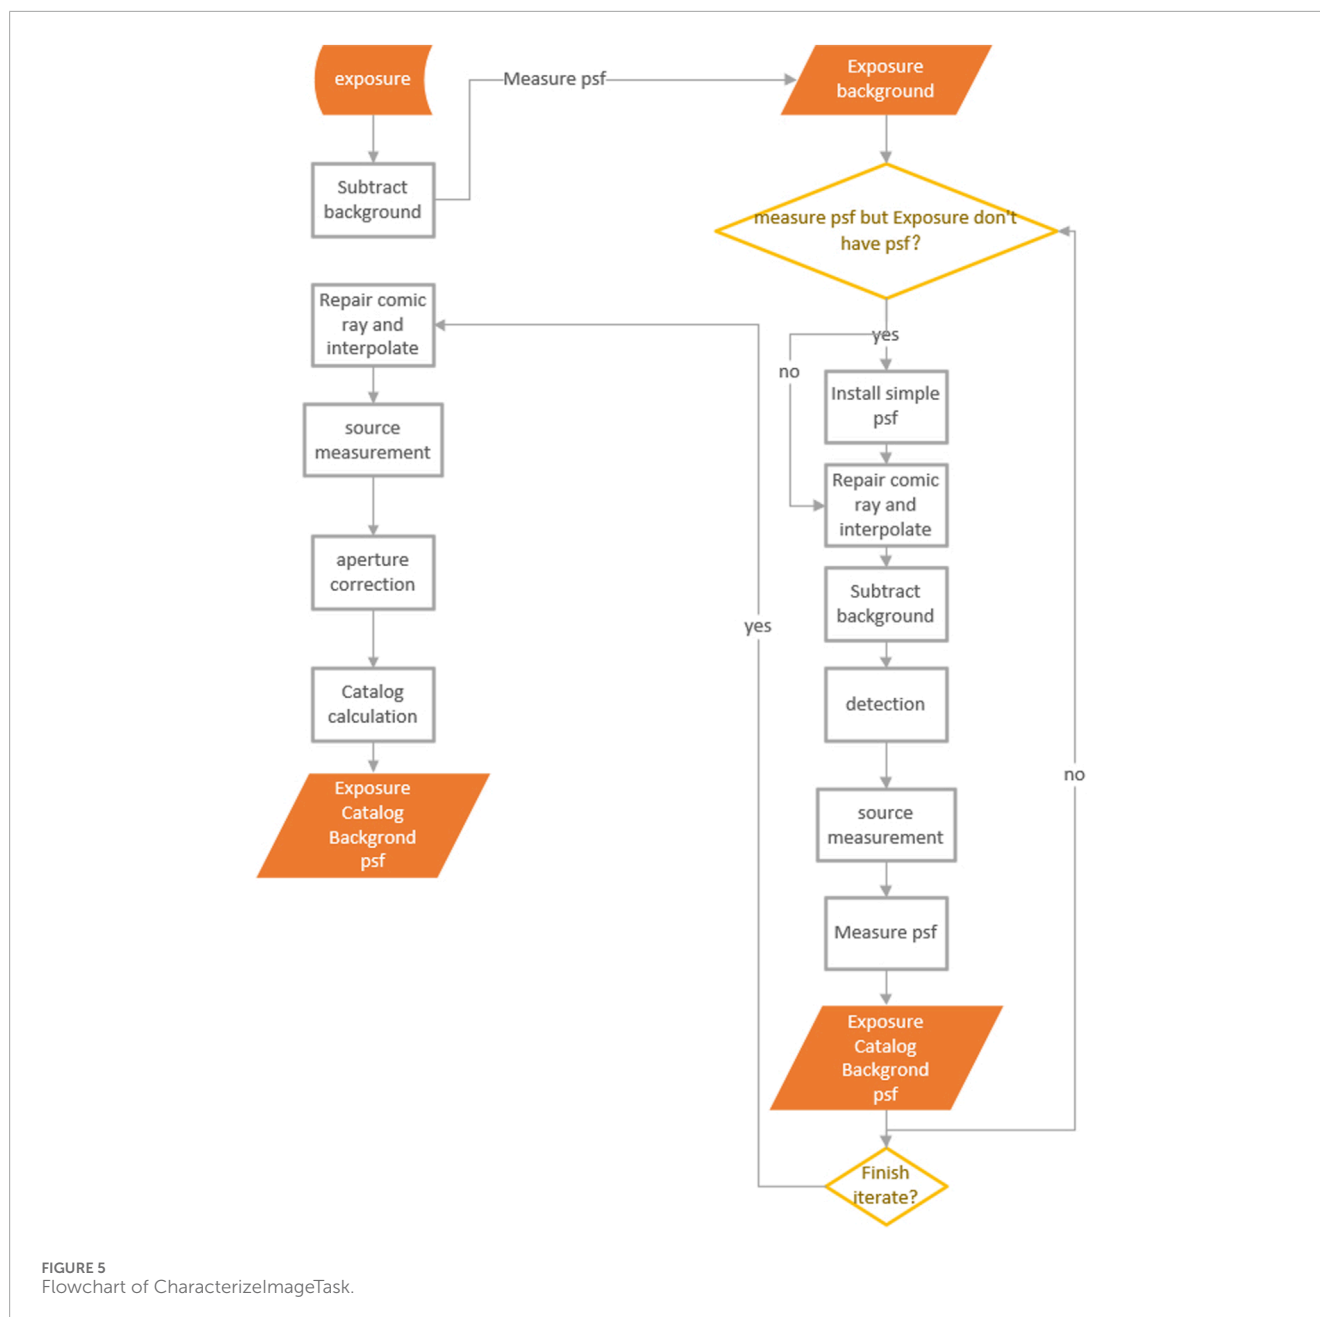 exposure
Measure psf
Exposure
background
Subtract
background
measure psf but Exposure don't
have psf?
Repair comic
ray and
interpolate
yes
no
Install simple
psf
source
measurement
Repair comic
ray and
interpolate
aperture
correction
Subtract
background
yes
Catalog
calculation
detection
no
Exposure
Catalog
Backgrond
psf
source
measurement
Measure psf
Exposure
Catalog
Backgrond
psf
Finish
iterate?
FIGURE 5
Flowchart of CharacterizeImageTask.